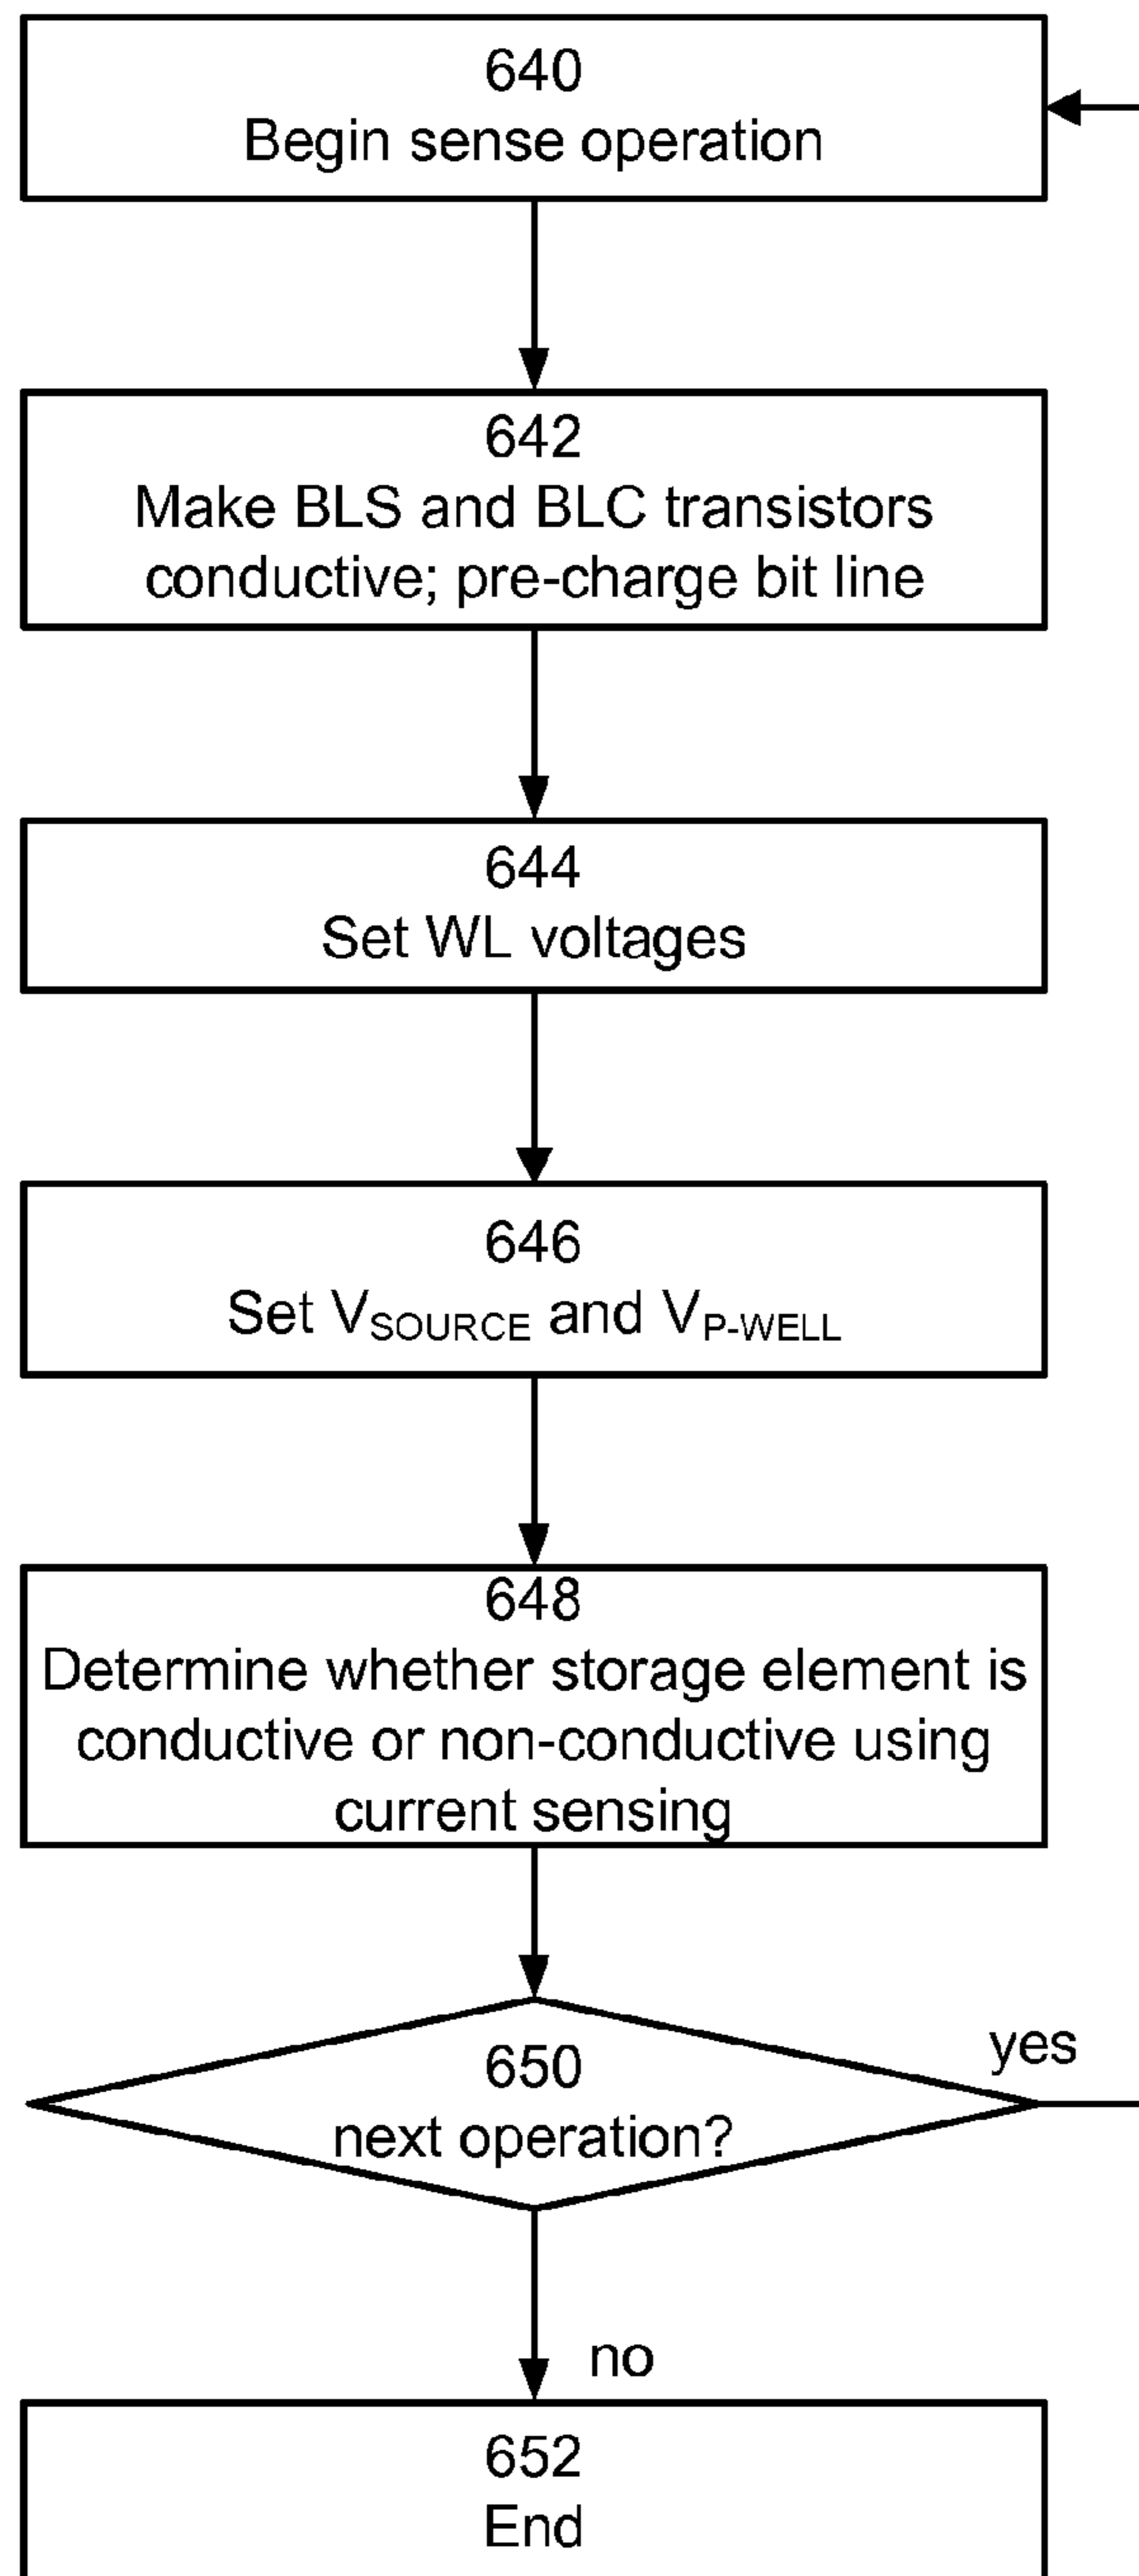 640
Begin sense operation
642
Make BLS and BLC transistors
conductive; pre-charge bit line
644
Set WL voltages
646
Set VSOURCE and VP-WELL
648
Determine whether storage element is
conductive or non-conductive using
current sensing
650
next operation?
yes
no
652
End